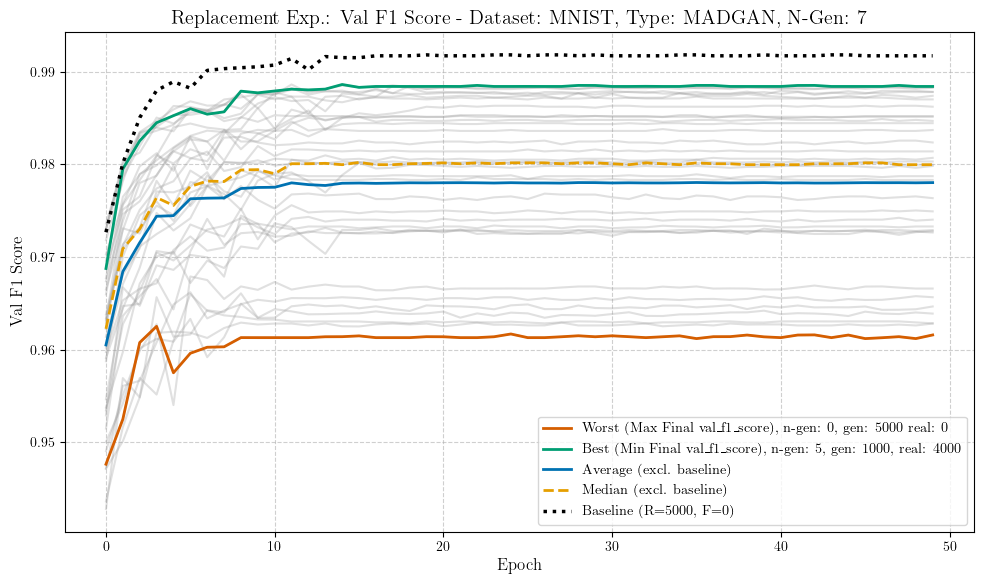 Replacement Exp.: Val F1 Score - Dataset: MNIST, Type: MADGAN, N-Gen: 7
Val F1 Score
0.99
0.98
0.97
0.96
0.95
Worst (Max Final val_f1_score), n-gen: 0, gen: 5000 real: 0
Best (Min Final val_f1_score), n-gen: 5, gen: 1000, real: 4000
Average (excl. baseline)
Median (excl. baseline)
Baseline (R=5000, F=0)
0 10 20 30 40 50
Epoch